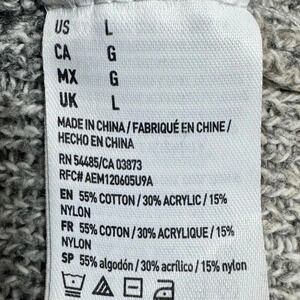 US L
CA G
MX G
UK L
MADE IN CHINA / FABRIQUÉ EN CHINE /
HECHO EN CHINA
RN 54485/CA 03873
RFC# AEM120605U9A
EN 55% COTTON / 30% ACRYLIC / 15%
NYLON
FR 55% COTON / 30% ACRYLIQUE / 15%
NYLON
SP 55% algodón / 30% acrílico / 15% nylon